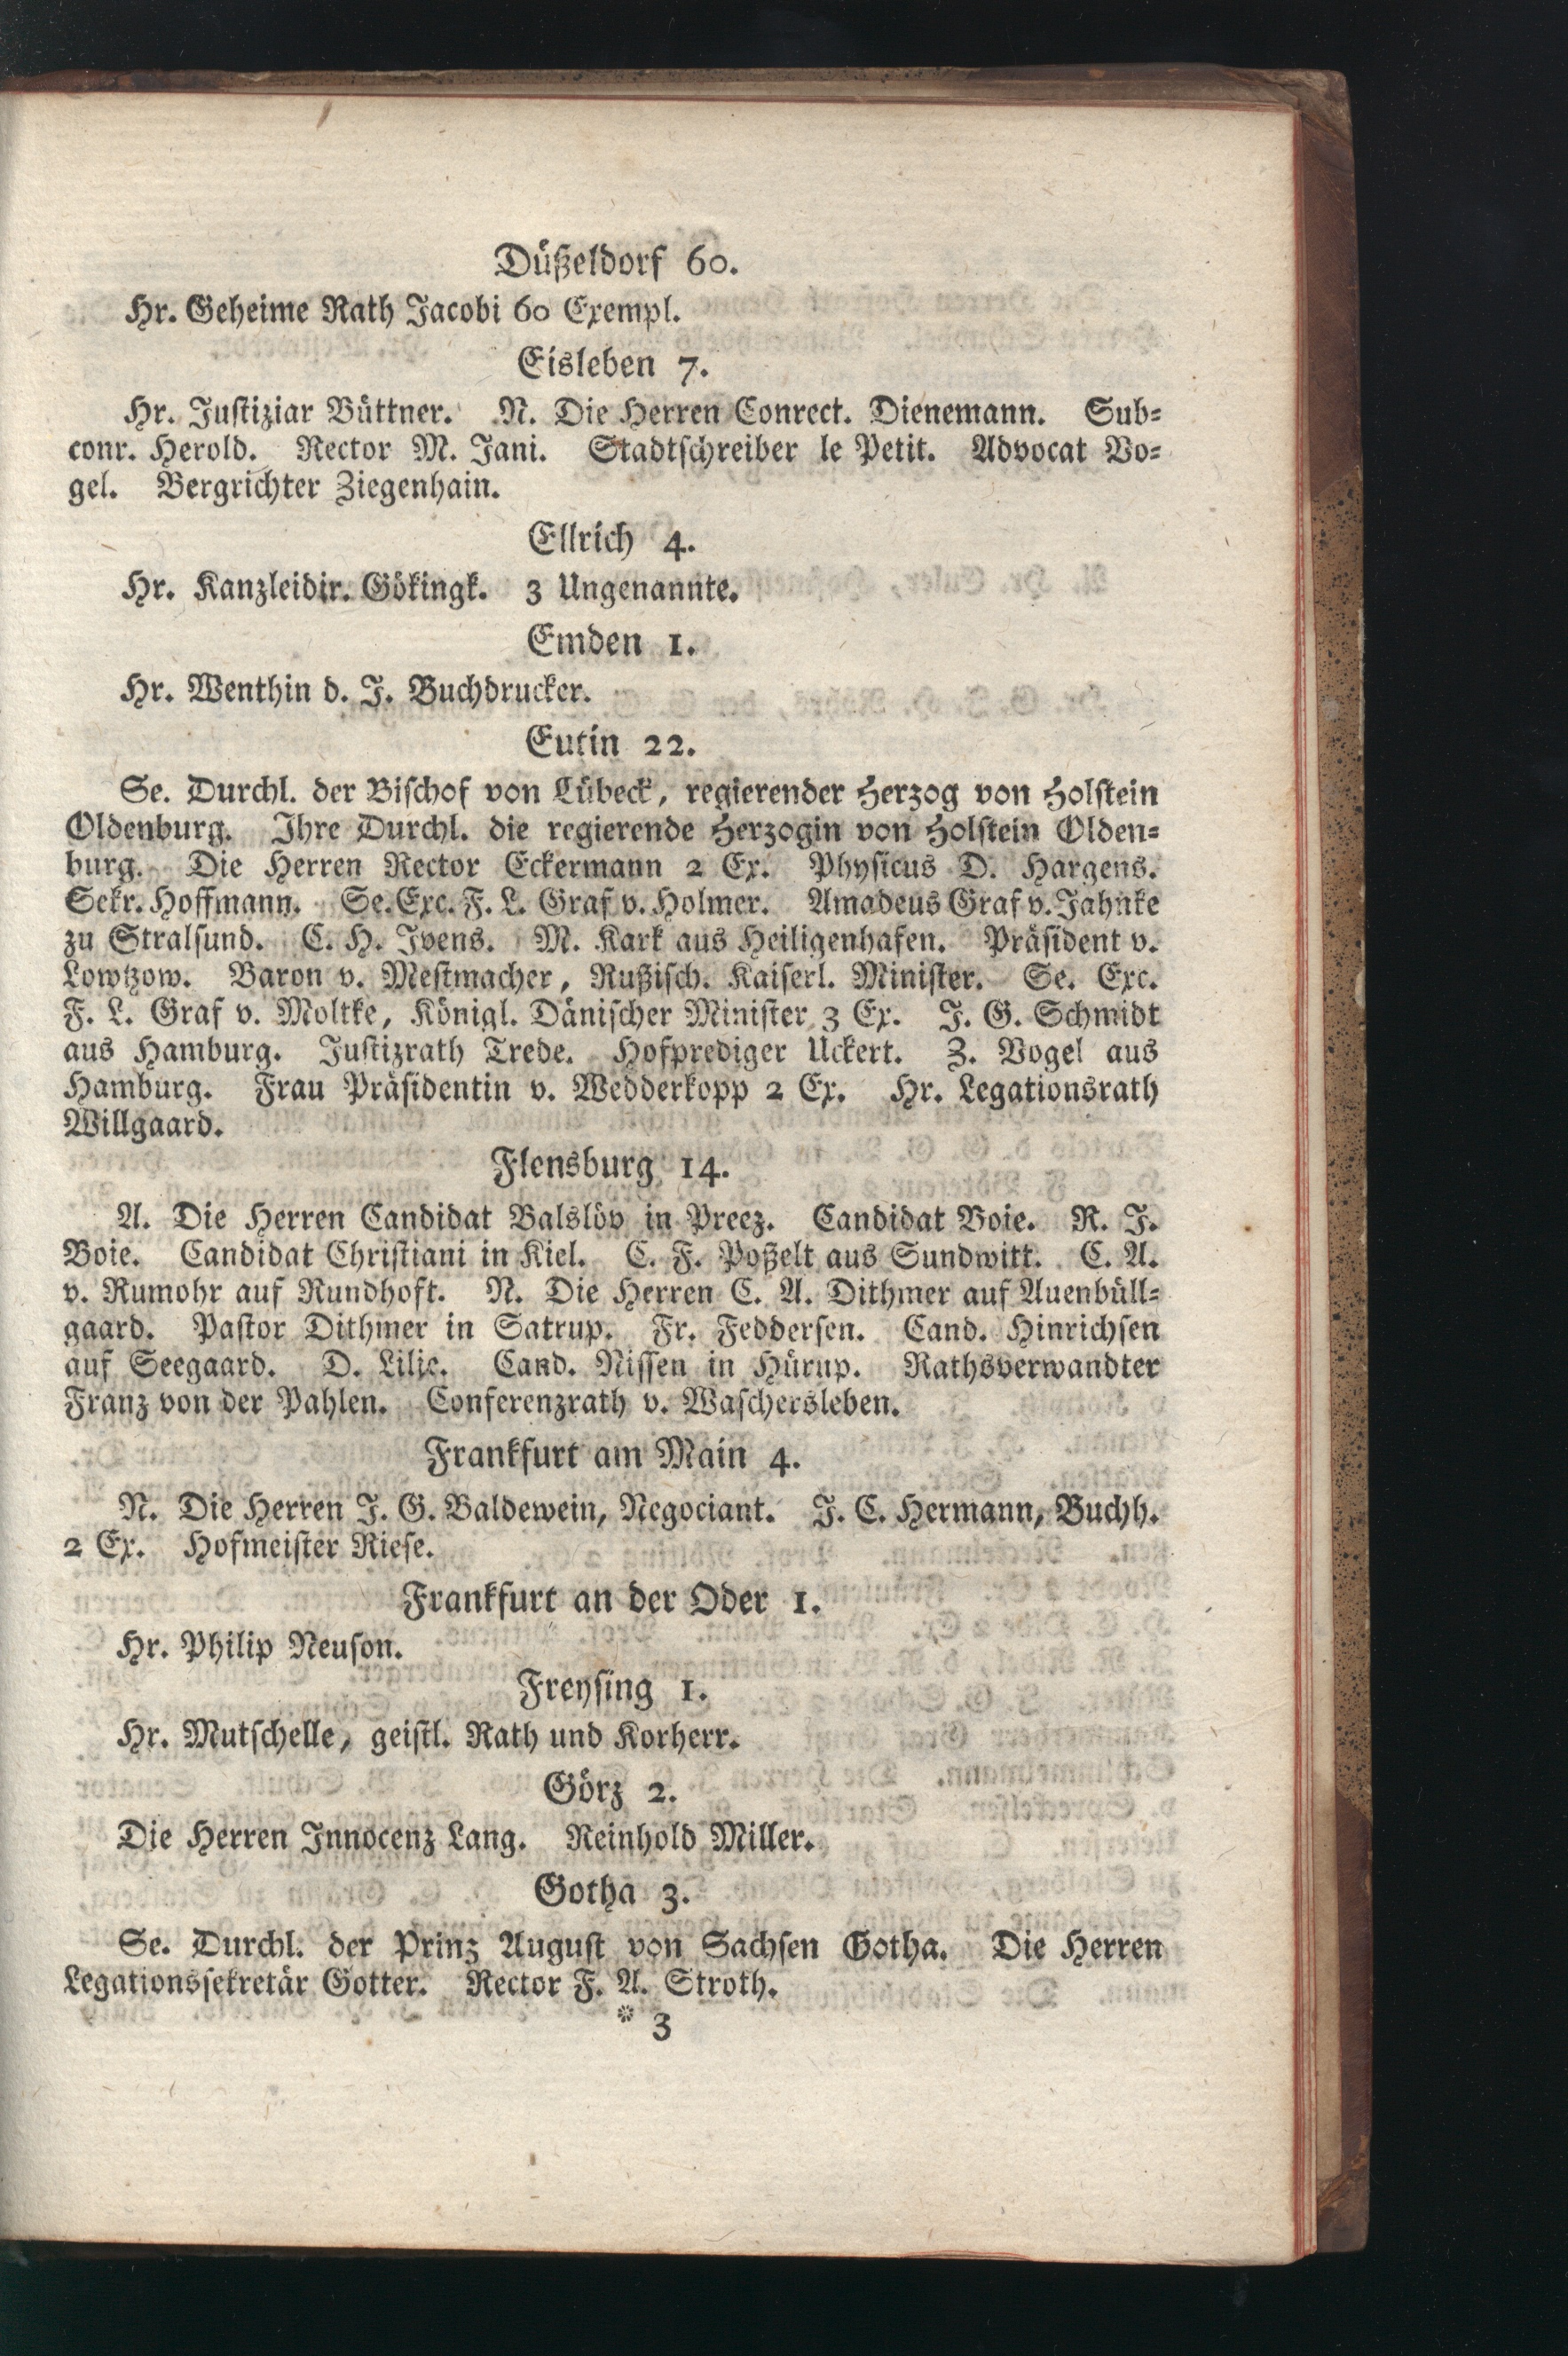 Düßeldorf 60.
Hr. Geheime Rath Jacobi 60 Exempl.
Eisleben 7.
Hr. Juſtiziar Büttner. N. Die Herren Conrect. Dienemann. Sub⸗
conr. Herold. Rector M. Jani. Stadtſchreiber le Petit. Advocat Vo⸗
gel. Bergrichter Ziegenhain.
Ellrich 4.
Hr. Kanzleidir. Gökingk. 3 Ungenannte.
Emden 1.
Hr. Wenthin d. J. Buchdrucker.
Eutin 22.
Se. Durchl. der Biſchof von Lübeck, regierender Herzog von Holſtein
Oldenburg. Ihre Durchl. die regierende Herzogin von Holſtein Olden⸗
burg. Die Herren Rector Eckermann 2 Ex. Phyſicus D. Hargens.
Sekr. Hoffmann. Se. Exc. F. L. Graf v. Holmer. Amadeus Graf v. Jahnke
zu Stralſund. C. H. Ivens. M. Kark aus Heiligenhafen. Präſident v.
Lowtzow. Baron v. Meſtmacher, Rußiſch. Kaiſerl. Miniſter. Se. Exc.
F. L. Graf v. Moltke, Königl. Däniſcher Miniſter 3 Ex. J. G. Schmidt
aus Hamburg. Juſtizrath Trede. Hofprediger Uckert. Z. Vogel aus
Hamburg. Frau Präſidentin v. Wedderkopp 2 Ex. Hr. Legationsrath
Willgaard.
Flensburg 14.
A. Die Herren Candidat Balslöv in Preez. Candidat Boie. R. J.
Boie. Candidat Chriſtiani in Kiel. C. F. Poßelt aus Sundwitt. C. A.
v. Rumohr auf Rundhoft. N. Die Herren C. A. Dithmer auf Auenbüll⸗
gaard. Paſtor Dithmer in Satrup. Fr. Fedderſen. Cand. Hinrichſen
auf Seegaard. D. Lilie. Cand. Niſſen in Hürup. Rathsverwandter
Franz von der Pahlen. Conferenzrath v. Waſchersleben.
Frankfurt am Main 4.
N. Die Herren J. G. Baldewein, Negociant. J. C. Hermann, Buchh.
2 Ex. Hofmeiſter Rieſe.
Frankfurt an der Oder 1.
Hr. Philip Neuſon.
Freyſing 1.
Hr. Mutſchelle, geiſtl. Rath und Korherr.
Görz 2.
Die Herren Innocenz Lang. Reinhold Miller.
Gotha 3.
Se. Durchl. der Prinz Auguſt von Sachſen Gotha. Die Herren
Legationsſekretär Gotter. Rector F. A. Stroth.
* 3